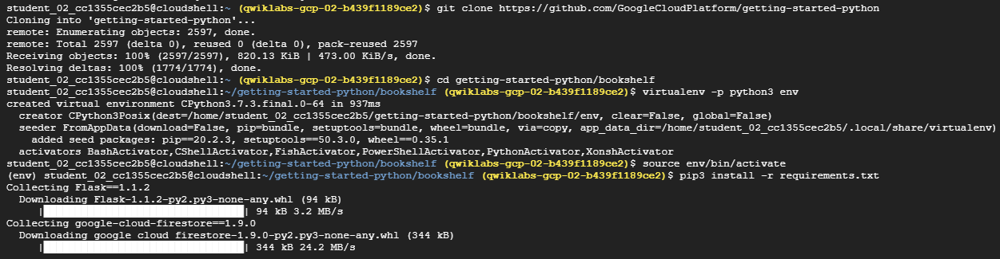 student_02_cc1355cec2b5@cloudshell:~ (qwiklabs-gcp-02-b439f1189ce2)$ git clone https://github.com/GoogleCloudPlatform/getting-started-python
Cloning into 'getting-started-python'...
remote: Enumerating objects: 2597, done.
remote: Total 2597 (delta 0), reused 0 (delta 0), pack-reused 2597
Receiving objects: 100% (2597/2597), 820.13 KiB | 473.00 KiB/s, done.
Resolving deltas: 100% (1774/1774), done.
student_02_cc1355cec2b5@cloudshell:~ (qwiklabs-gcp-02-b439f1189ce2)$ cd getting-started-python/bookshelf
student_02_cc1355cec2b5@cloudshell:~/getting-started-python/bookshelf (qwiklabs-gcp-02-b439f1189ce2)$ virtualenv -p python3 env
created virtual environment CPython3.7.3.final.0-64 in 937ms
  creator CPython3Posix(dest=/home/student_02_cc1355cec2b5/getting-started-python/bookshelf/env, clear=False, global=False)
  seeder FromAppData(download=False, pip=bundle, setuptools=bundle, wheel=bundle, via=copy, app_data_dir=/home/student_02_cc1355cec2b5/.local/share/virtualenv)
    added seed packages: pip==20.2.3, setuptools==50.3.0, wheel==0.35.1
  activators BashActivator,CShellActivator,FishActivator,PowerShellActivator,PythonActivator,XonshActivator
student_02_cc1355cec2b5@cloudshell:~/getting-started-python/bookshelf (qwiklabs-gcp-02-b439f1189ce2)$ source env/bin/activate
(env) student_02_cc1355cec2b5@cloudshell:~/getting-started-python/bookshelf (qwiklabs-gcp-02-b439f1189ce2)$ pip3 install -r requirements.txt
Collecting Flask==1.1.2
  Downloading Flask-1.1.2-py2.py3-none-any.whl (94 kB)
     |████████████████████████████████| 94 kB 3.2 MB/s
Collecting google-cloud-firestore==1.9.0
  Downloading google_cloud_firestore-1.9.0-py2.py3-none-any.whl (344 kB)
     |████████████████████████████████| 344 kB 24.2 MB/s